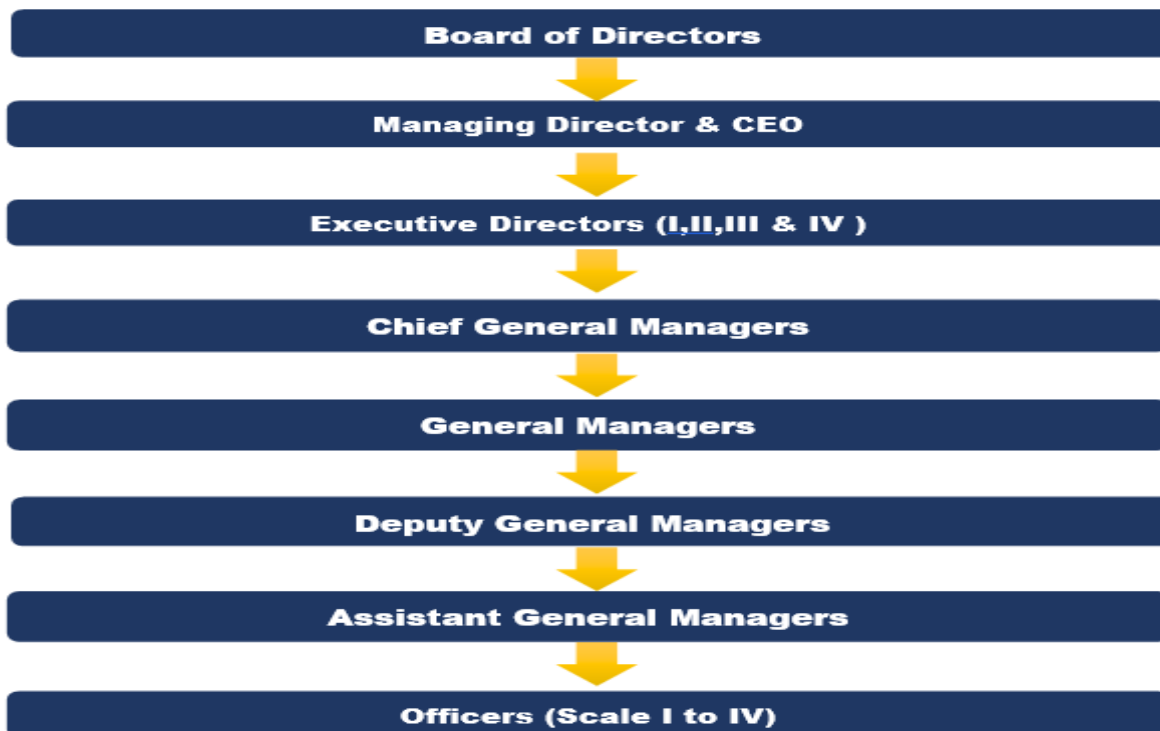 Board of Directors
Managing Director & CEO
Executive Directors (I,II,III & IV )
Chief General Managers
General Managers
Deputy General Managers
Assistant General Managers
Officers (Scale I to IV)